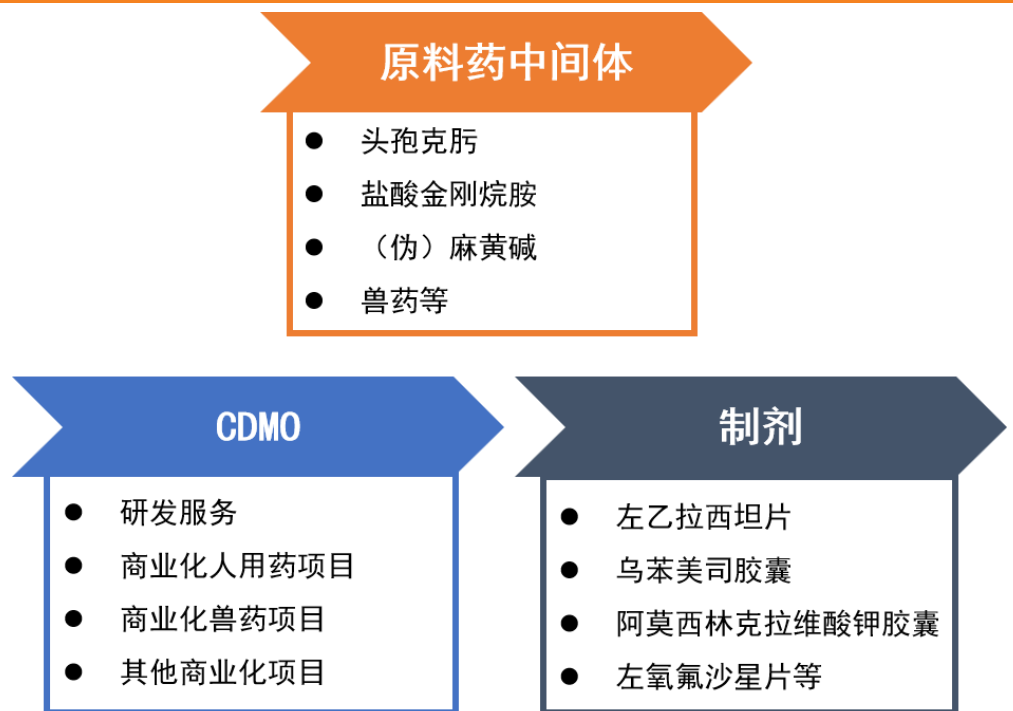 原料药中间体
● 头孢克肟
● 盐酸金刚烷胺
● （伪）麻黄碱
● 兽药等
CDMO
● 研发服务
● 商业化人用药项目
● 商业化兽药项目
● 其他商业化项目
制剂
● 左乙拉西坦片
● 乌苯美司胶囊
● 阿莫西林克拉维酸钾胶囊
● 左氧氟沙星片等